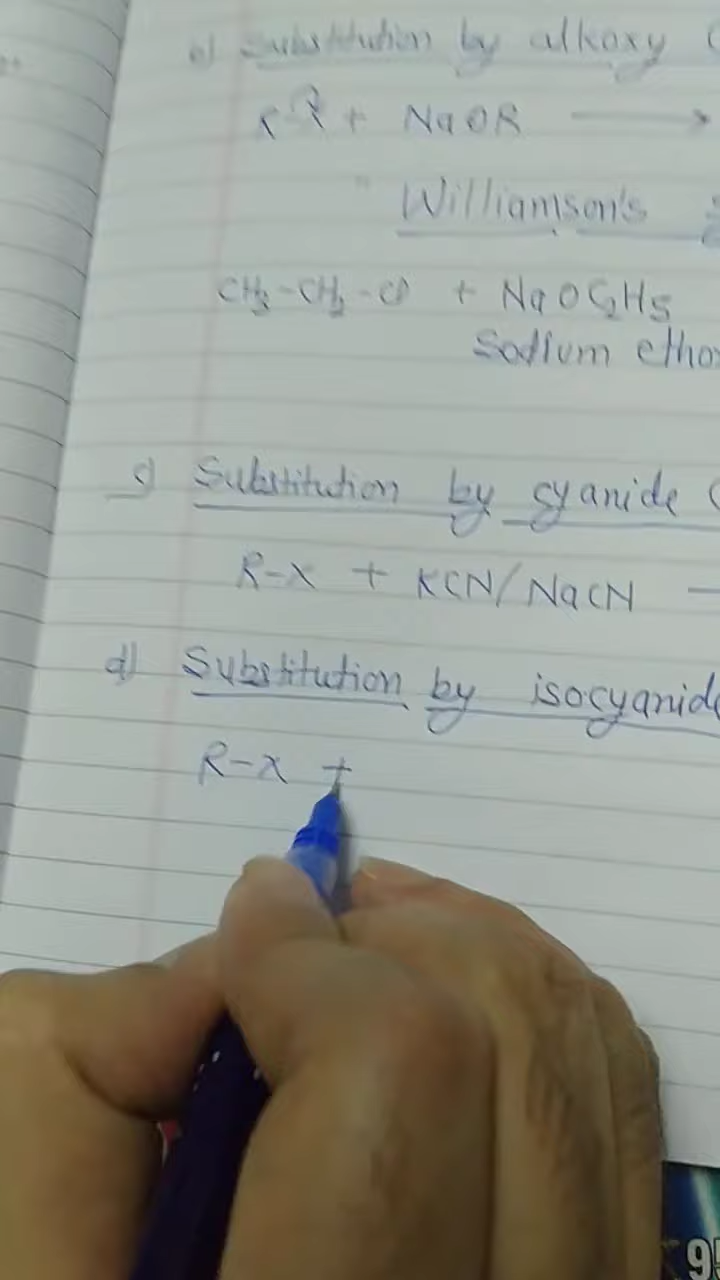 b) Substitution by alkoxy (
R-X + NaOR ⟶
Williamson's
CH3-CH2-Cl + NaOC2H5
Sodium etho
c) Substitution by cyanide (
R-X + KCN/NaCN —
d) Substitution by isocyanide
R-X +